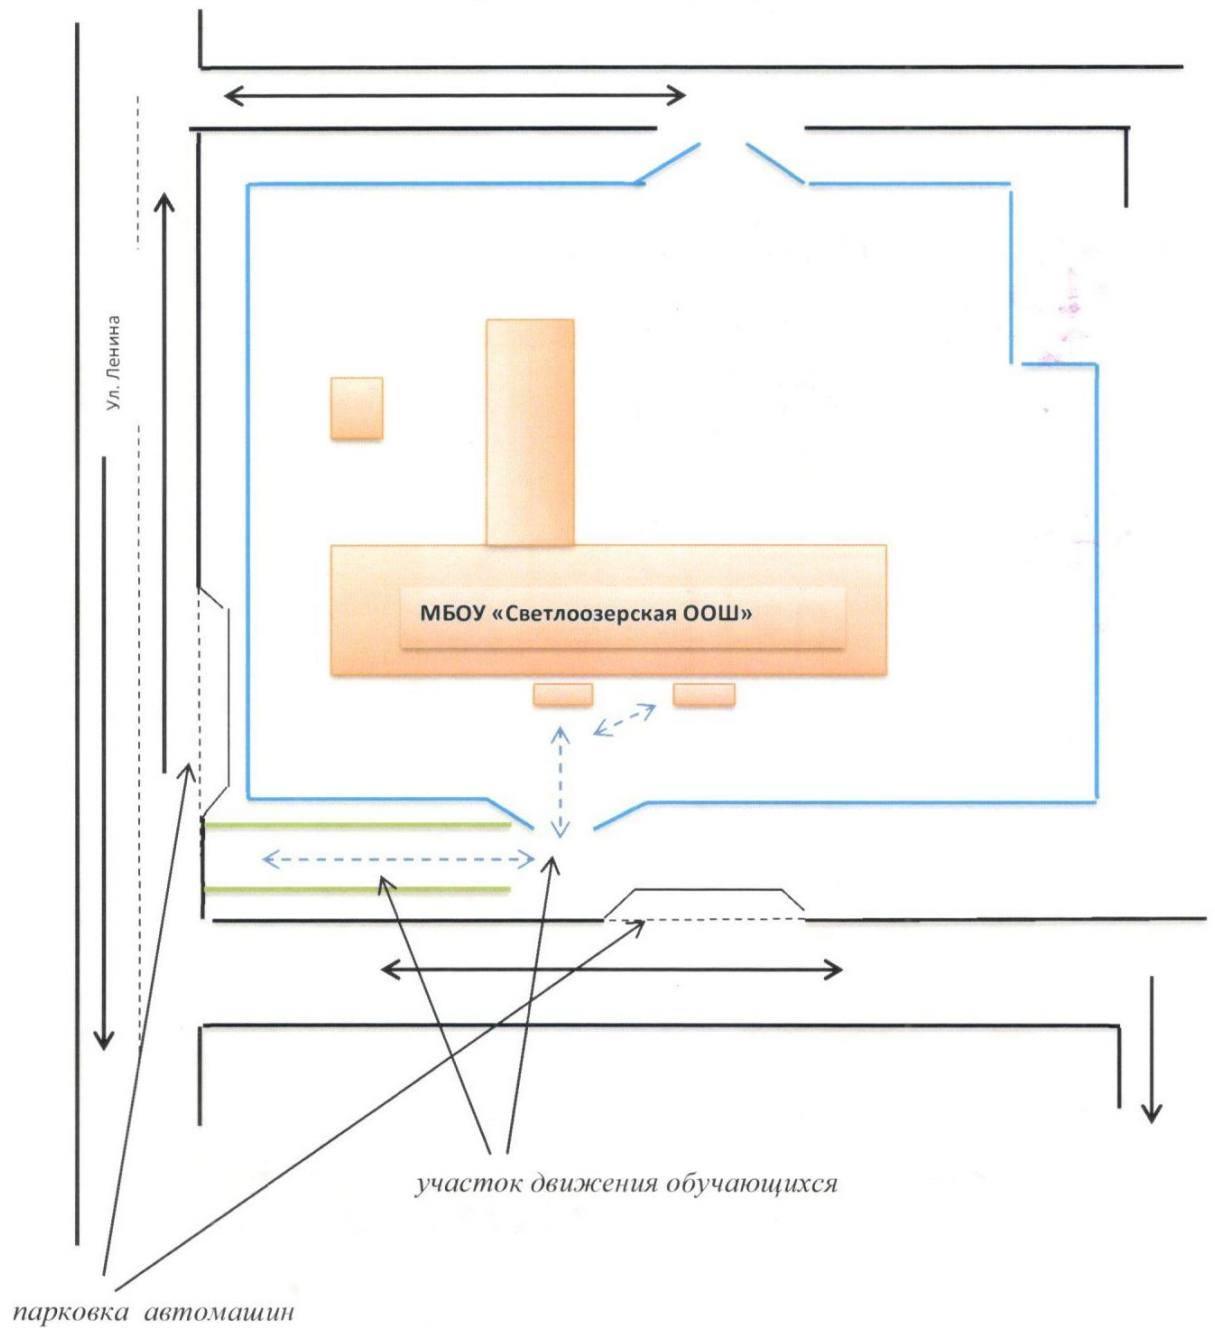 Ул. Ленина
МБОУ «Светлоозерская ООШ»
участок движения обучающихся
парковка автомашин